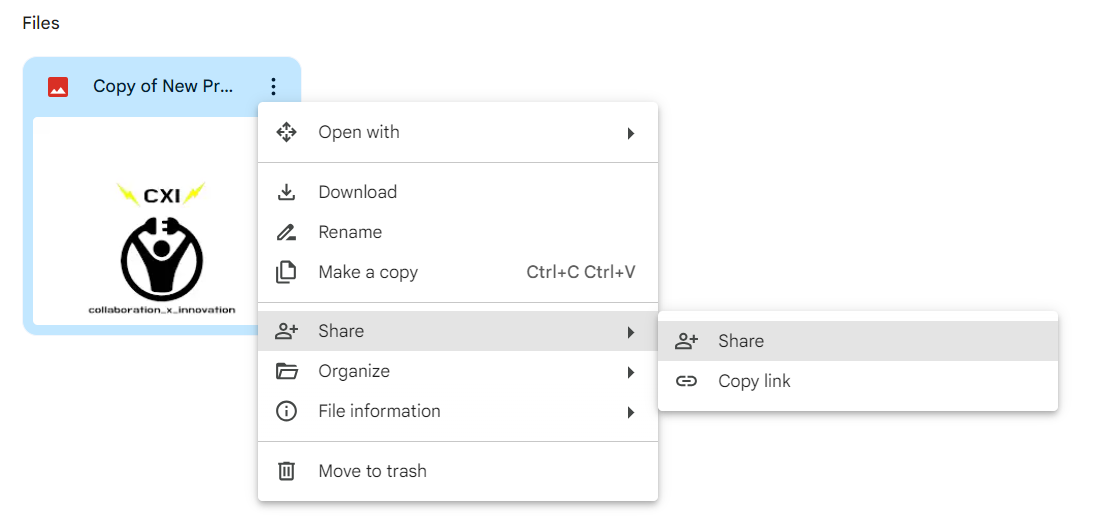 Files
Copy of New Pr...
CXI
collaboration_x_innovation
Open with
Download
Rename
Make a copy Ctrl+C Ctrl+V
Share
Organize
File information
Move to trash
Share
Copy link